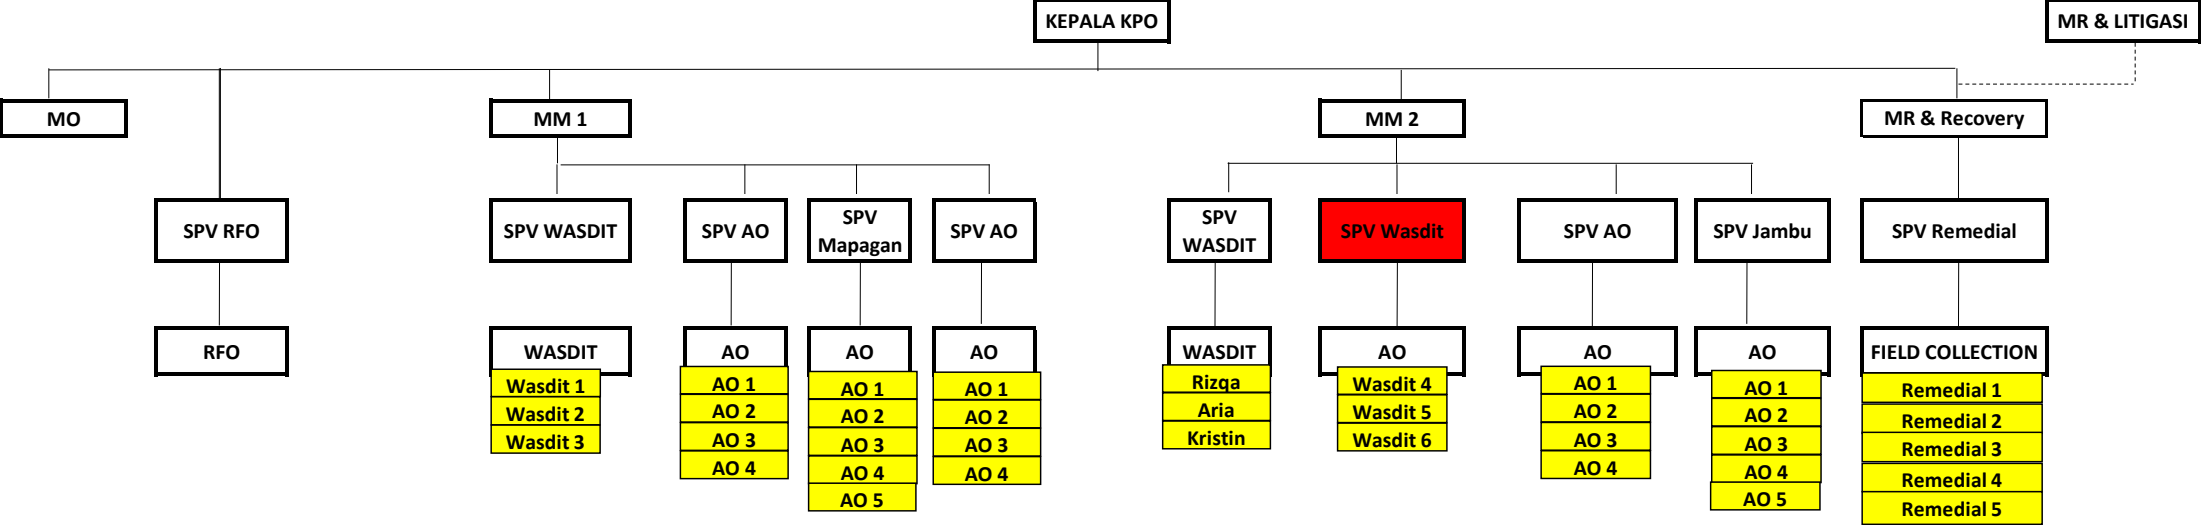 KEPALA KPO
MR & LITIGASI
MO
MM 1
MM 2
MR & Recovery
SPV RFO
SPV WASDIT
SPV AO
SPV
Mapagan
SPV AO
SPV
WASDIT
SPV Wasdit
SPV AO
SPV Jambu
SPV Remedial
RFO
WASDIT
Wasdit 1
Wasdit 2
Wasdit 3
AO
AO 1
AO 2
AO 3
AO 4
AO
AO 1
AO 2
AO 3
AO 4
AO 5
AO
AO 1
AO 2
AO 3
AO 4
WASDIT
Rizqa
Aria
Kristin
AO
Wasdit 4
Wasdit 5
Wasdit 6
AO
AO 1
AO 2
AO 3
AO 4
AO
AO 1
AO 2
AO 3
AO 4
AO 5
FIELD COLLECTION
Remedial 1
Remedial 2
Remedial 3
Remedial 4
Remedial 5